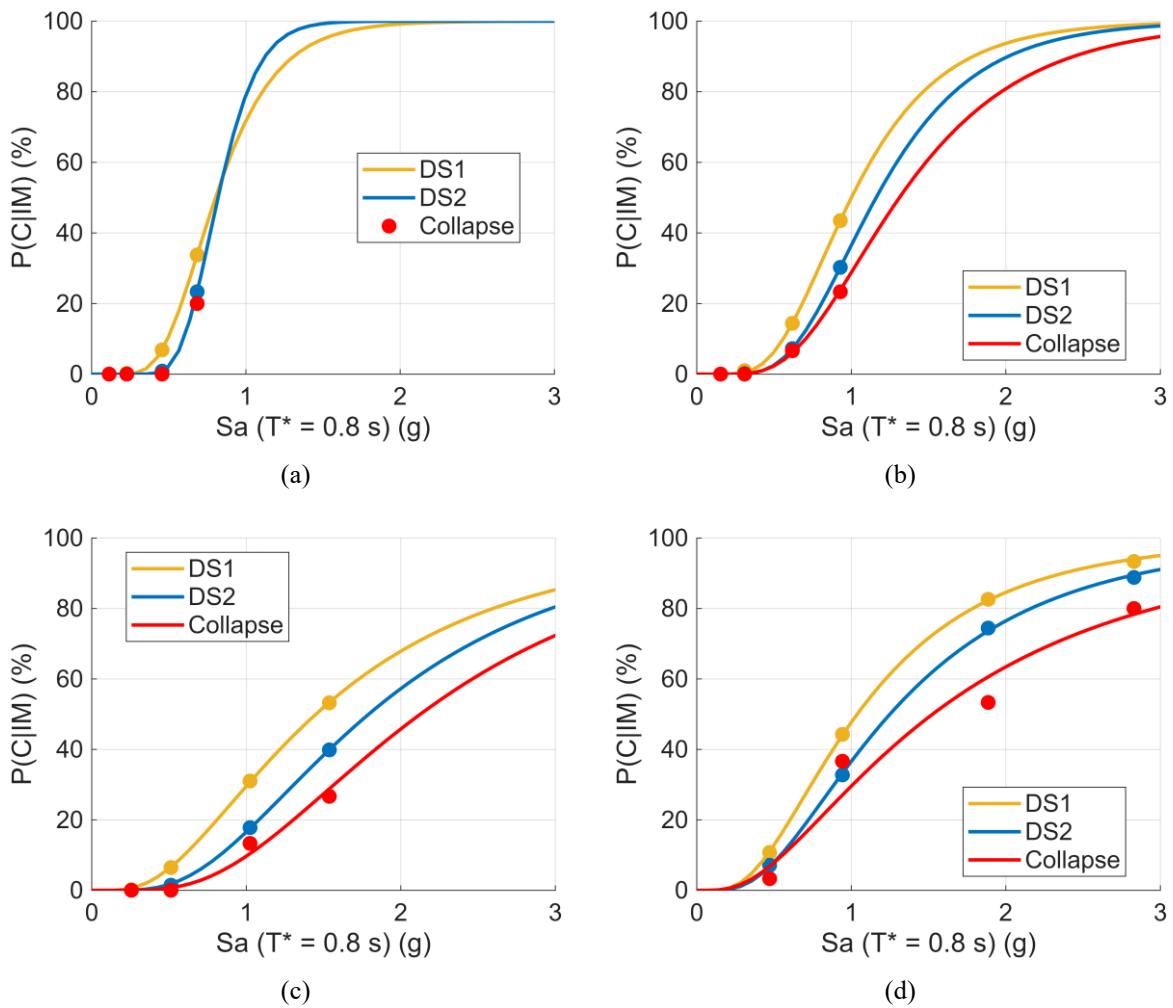 100
80
60
40
20
0
P(C|IM) (%)
DS1
DS2
Collapse
0 1 2 3
Sa (T* = 0.8 s) (g)
(a)
100
80
60
40
20
0
P(C|IM) (%)
DS1
DS2
Collapse
0 1 2 3
Sa (T* = 0.8 s) (g)
(b)
100
80
60
40
20
0
P(C|IM) (%)
DS1
DS2
Collapse
0 1 2 3
Sa (T* = 0.8 s) (g)
(c)
100
80
60
40
20
0
P(C|IM) (%)
DS1
DS2
Collapse
0 1 2 3
Sa (T* = 0.8 s) (g)
(d)